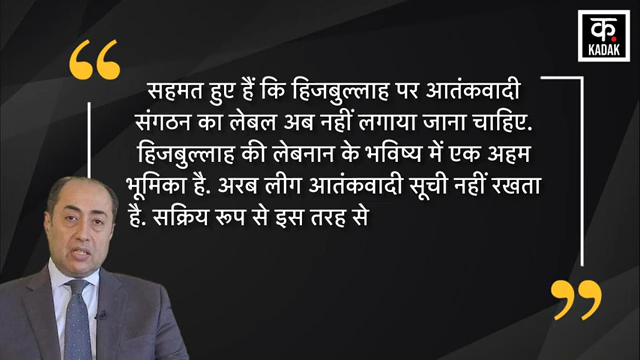 क.
KADAK
सहमत हुए हैं कि हिजबुल्लाह पर आतंकवादी
संगठन का लेबल अब नहीं लगाया जाना चाहिए.
हिजबुल्लाह की लेबनान के भविष्य में एक अहम
भूमिका है. अरब लीग आतंकवादी सूची नहीं रखता
है. सक्रिय रूप से इस तरह से